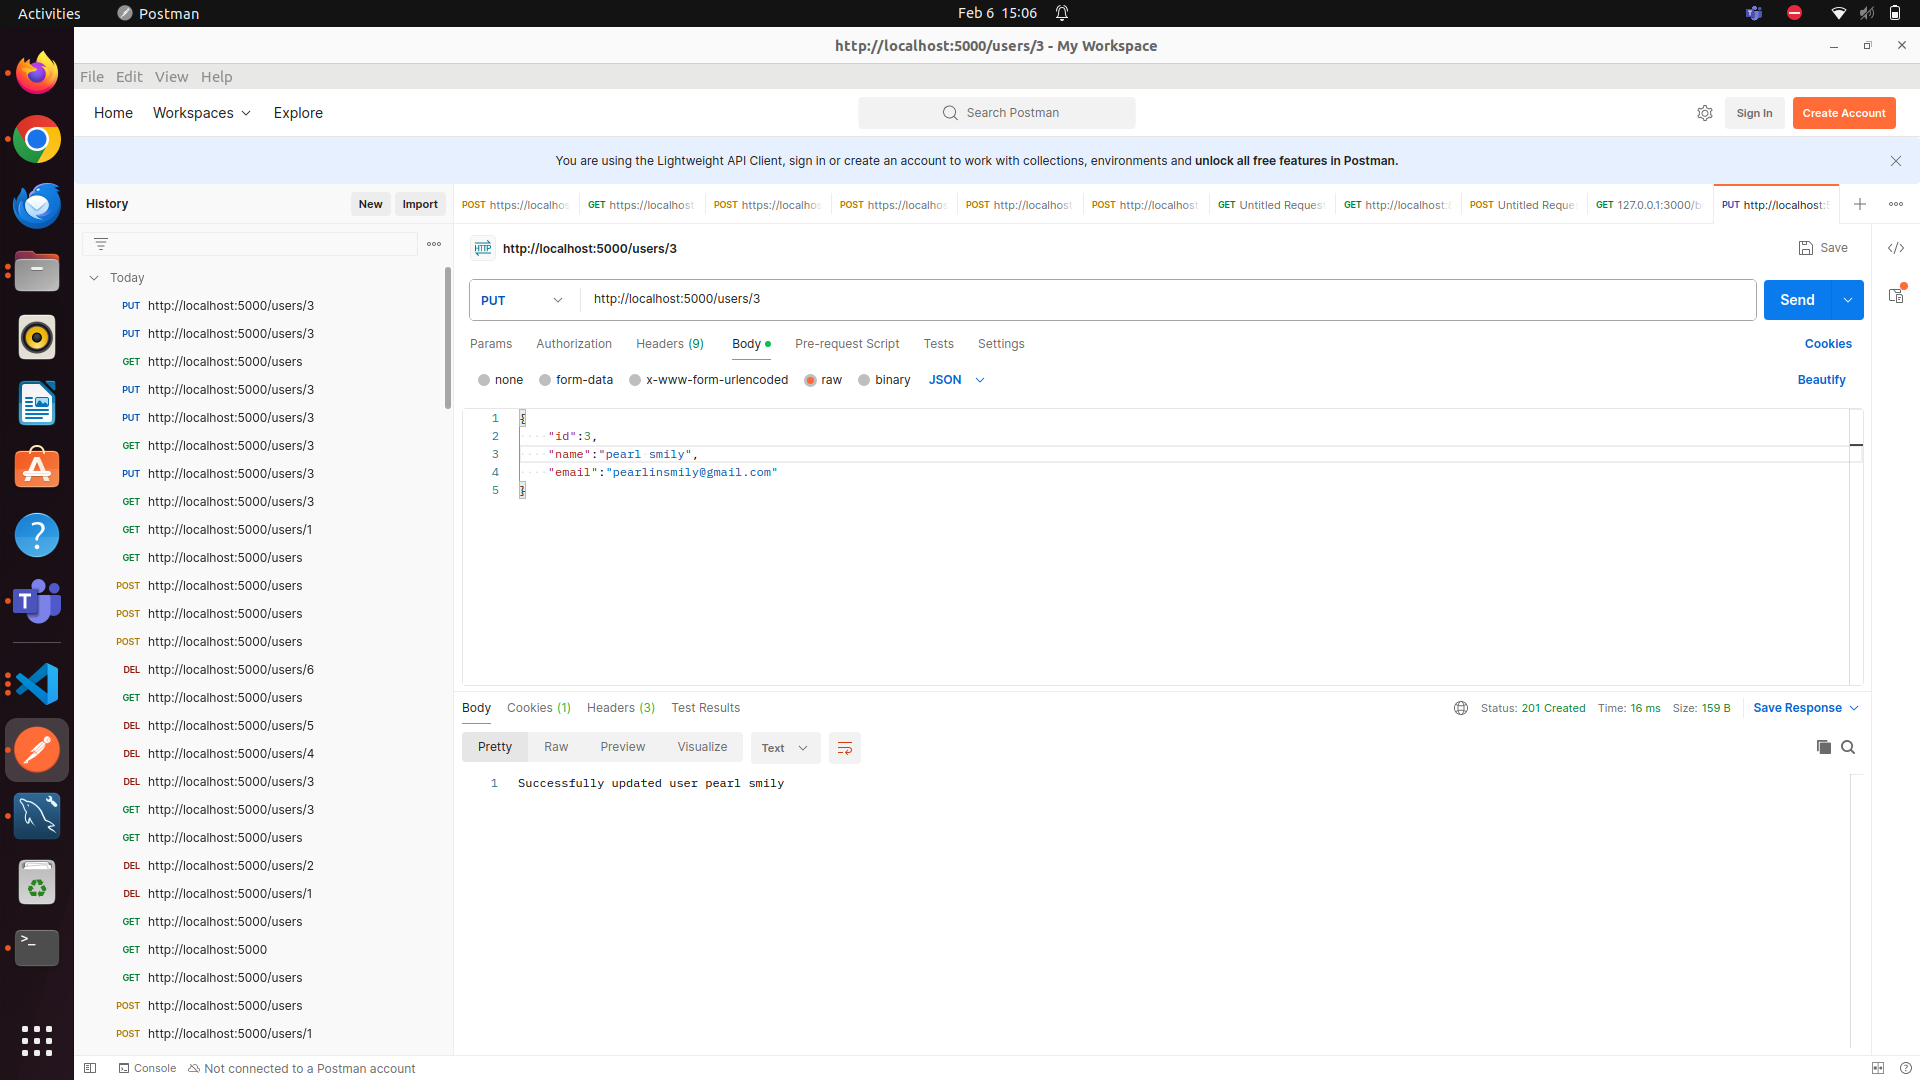 Activities
Postman
Feb 6 15:06
http://localhost:5000/users/3 - My Workspace
File Edit View Help
Home Workspaces Explore
Search Postman
Sign In
Create Account
You are using the Lightweight API Client, sign in or create an account to work with collections, environments and unlock all free features in Postman.
History
New
Import
POST https://localhos
GET https://localhost
POST https://localhos
POST https://localhos
POST http://localhost
POST http://localhost
GET Untitled Reques
GET http://localhost:
POST Untitled Reque
GET 127.0.0.1:3000/b
PUT http://localhost:5
Today
PUT http://localhost:5000/users/3
PUT http://localhost:5000/users/3
GET http://localhost:5000/users
PUT http://localhost:5000/users/3
PUT http://localhost:5000/users/3
GET http://localhost:5000/users/3
PUT http://localhost:5000/users/3
GET http://localhost:5000/users/3
GET http://localhost:5000/users/1
GET http://localhost:5000/users
POST http://localhost:5000/users
POST http://localhost:5000/users
POST http://localhost:5000/users
DEL http://localhost:5000/users/6
GET http://localhost:5000/users
DEL http://localhost:5000/users/5
DEL http://localhost:5000/users/4
DEL http://localhost:5000/users/3
GET http://localhost:5000/users/3
GET http://localhost:5000/users
DEL http://localhost:5000/users/2
DEL http://localhost:5000/users/1
GET http://localhost:5000/users
GET http://localhost:5000
GET http://localhost:5000/users
POST http://localhost:5000/users
POST http://localhost:5000/users/1
HTTP http://localhost:5000/users/3
Save
PUT
http://localhost:5000/users/3
Send
Params Authorization Headers (9) Body Pre-request Script Tests Settings
Cookies
none form-data x-www-form-urlencoded raw binary JSON
Beautify
1 {
2 "id":3,
3 "name":"pearl smily",
4 "email":"pearlinsmily@gmail.com"
5 }
Body Cookies (1) Headers (3) Test Results
Status: 201 Created Time: 16 ms Size: 159 B
Save Response
Pretty Raw Preview Visualize
Text
1 Successfully updated user pearl smily
Console
Not connected to a Postman account